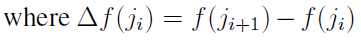 where Δf(j_i) = f(j_{i+1}) − f(j_i)